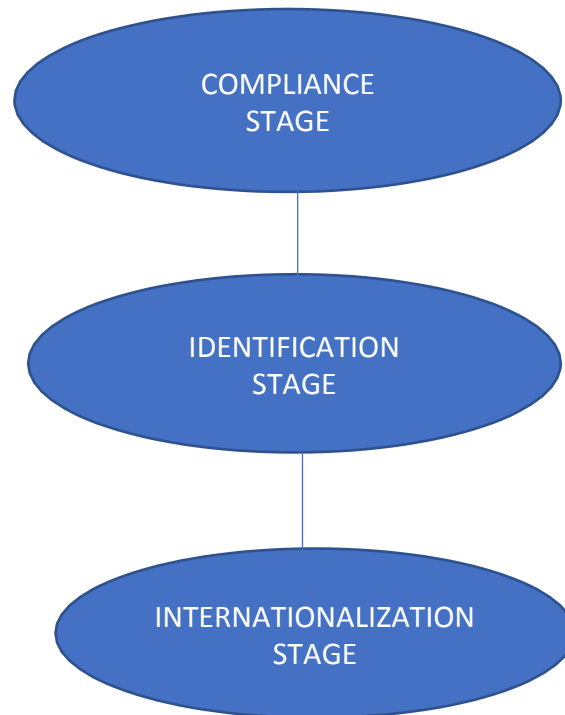 COMPLIANCE
STAGE
IDENTIFICATION
STAGE
INTERNATIONALIZATION
STAGE